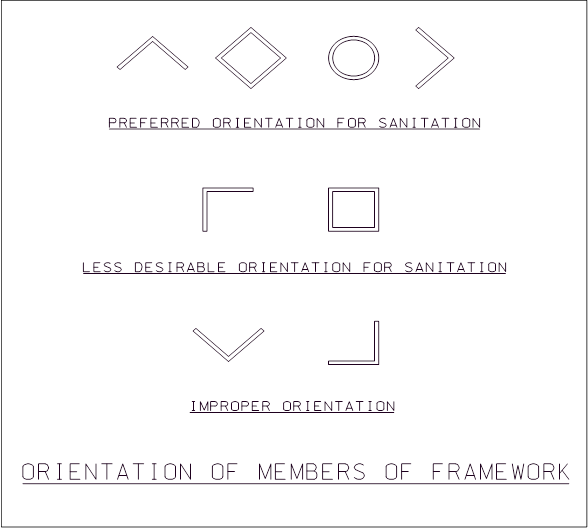 PREFERRED ORIENTATION FOR SANITATION
LESS DESIRABLE ORIENTATION FOR SANITATION
IMPROPER ORIENTATION
ORIENTATION OF MEMBERS OF FRAMEWORK